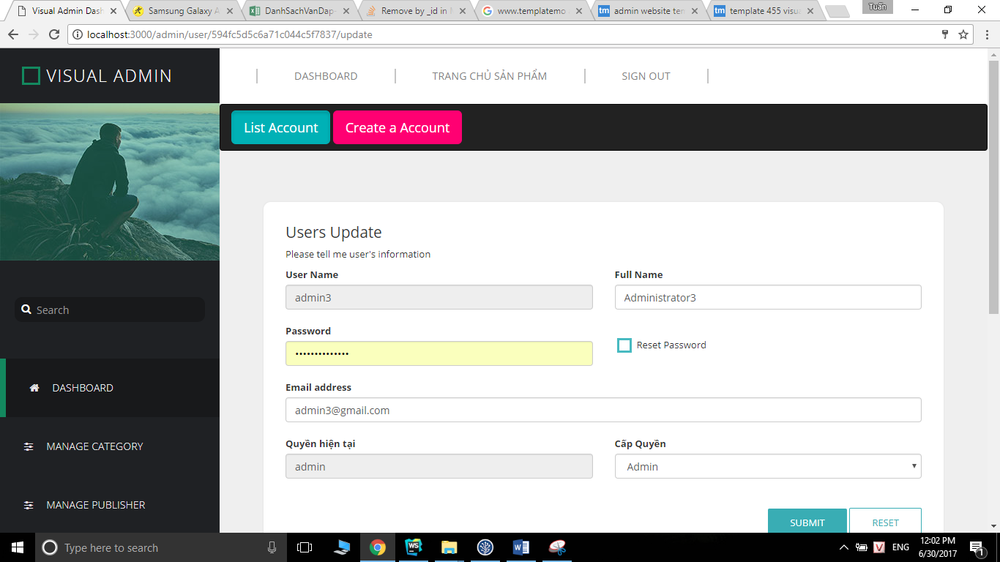 Visual Admin Dash
Samsung Galaxy A
DanhSachVanDap-
Remove by _id in M
www.templatemo
admin website tem
template 455 visua
Tuấn
localhost:3000/admin/user/594fc5d5c6a71c044c5f7837/update
VISUAL ADMIN
DASHBOARD
TRANG CHỦ SẢN PHẨM
SIGN OUT
List Account
Create a Account
Users Update
Please tell me user's information
User Name
Full Name
admin3
Administrator3
Search
Password
••••••••••••••
Reset Password
DASHBOARD
Email address
admin3@gmail.com
MANAGE CATEGORY
Quyền hiện tại
Cấp Quyền
admin
Admin
MANAGE PUBLISHER
SUBMIT
RESET
Type here to search
WS
W
V
ENG
12:02 PM
6/30/2017
1